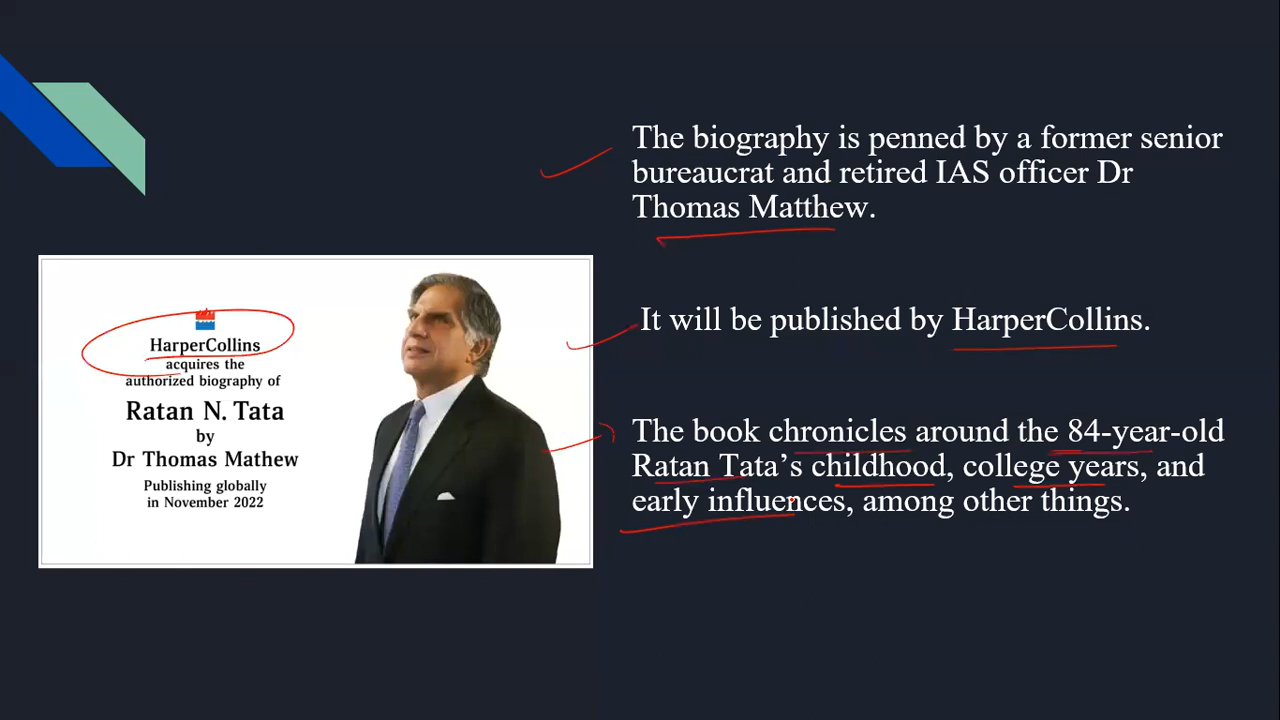 The biography is penned by a former senior
bureaucrat and retired IAS officer Dr
Thomas Matthew.
It will be published by HarperCollins.
The book chronicles around the 84-year-old
Ratan Tata’s childhood, college years, and
early influences, among other things.
HarperCollins
acquires the
authorized biography of
Ratan N. Tata
by
Dr Thomas Mathew
Publishing globally
in November 2022